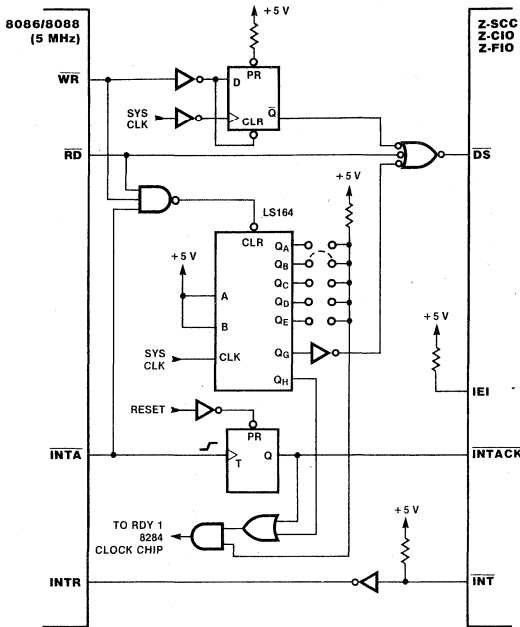 8086/8088
(5 MHz)
+5 V
Z-SCC
Z-CIO
Z-FIO
WR
PR
D
SYS
CLK
Q
CLR
RD
DS
+5 V
LS164
CLR
+5 V
QA
QB
QC
QD
QE
A
B
+5 V
SYS
CLK
CLK
QG
QH
IEI
RESET
PR
INTA
T
Q
INTACK
TO RDY 1
8284
CLOCK CHIP
+5 V
INTR
INT